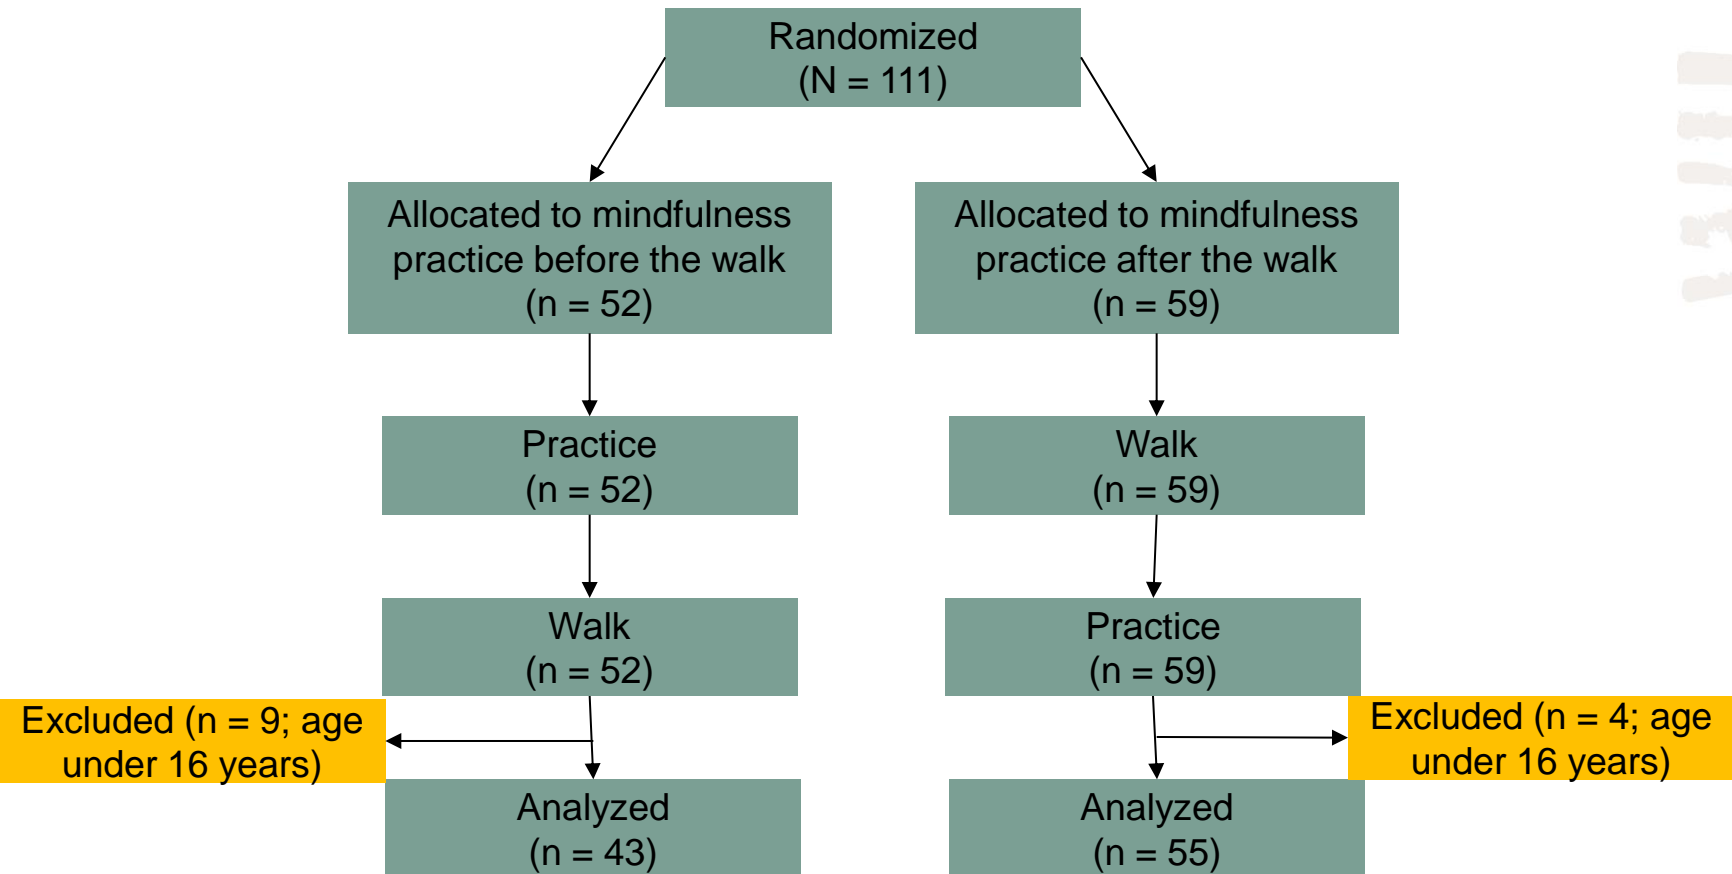 Randomized
(N = 111)
Allocated to mindfulness
practice before the walk
(n = 52)
Allocated to mindfulness
practice after the walk
(n = 59)
Practice
(n = 52)
Walk
(n = 59)
Walk
(n = 52)
Practice
(n = 59)
Excluded (n = 9; age
under 16 years)
Excluded (n = 4; age
under 16 years)
Analyzed
(n = 43)
Analyzed
(n = 55)